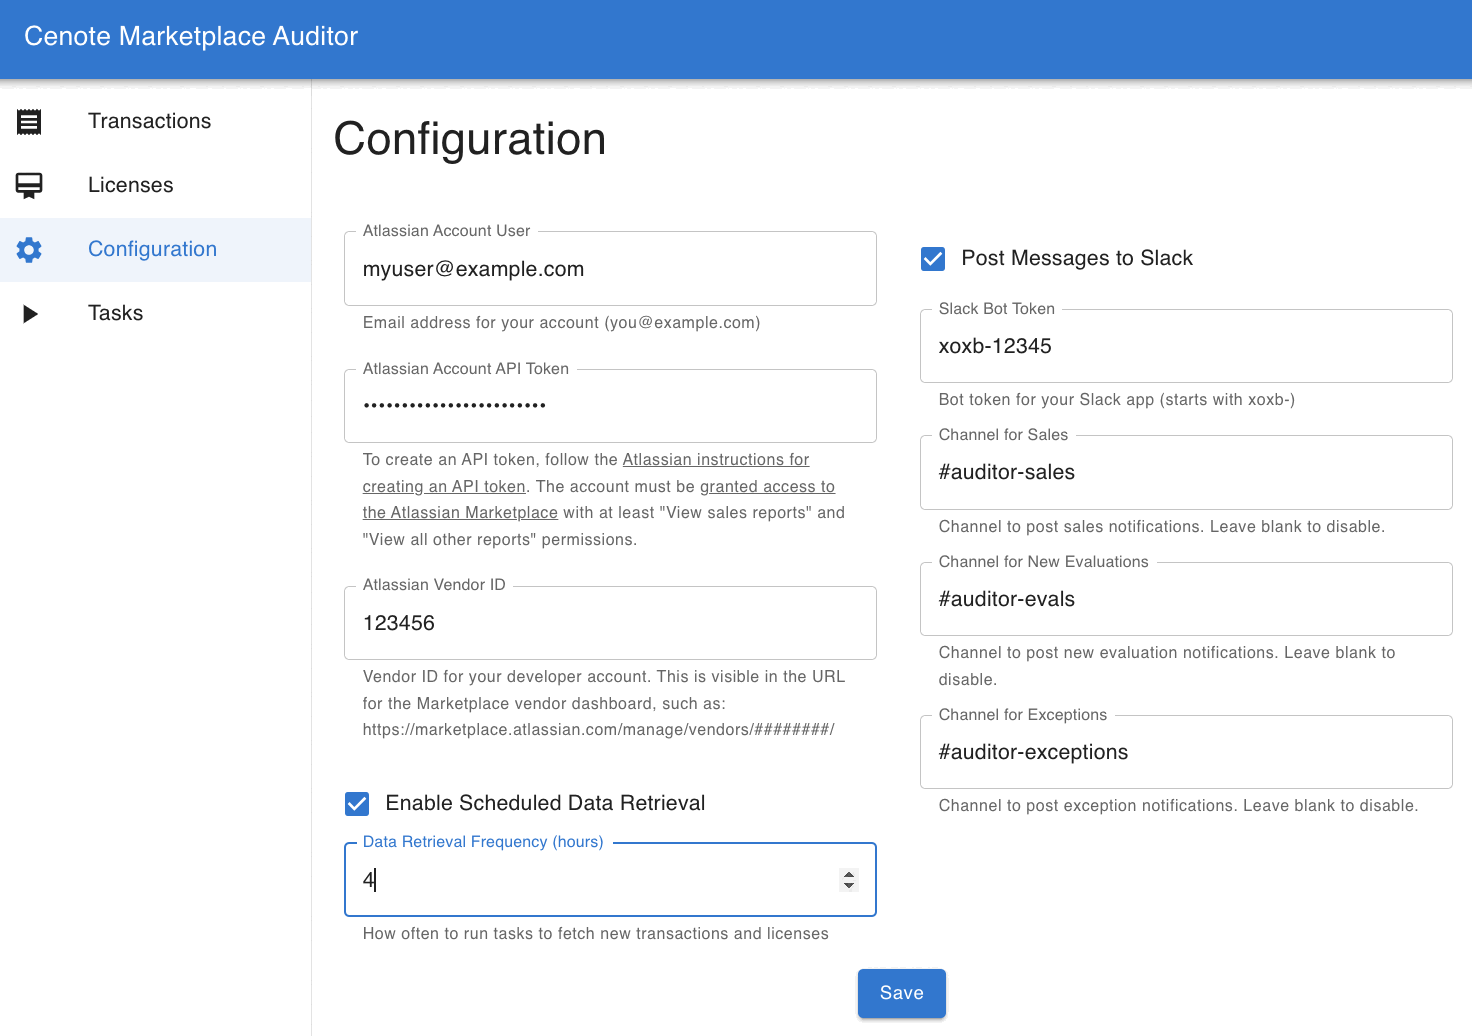 Cenote Marketplace Auditor
Transactions
Licenses
Configuration
Tasks
Configuration
Atlassian Account User
myuser@example.com
Email address for your account (you@example.com)
Atlassian Account API Token
••••••••••••••••••••••••
To create an API token, follow the Atlassian instructions for
creating an API token. The account must be granted access to
the Atlassian Marketplace with at least "View sales reports" and
"View all other reports" permissions.
Atlassian Vendor ID
123456
Vendor ID for your developer account. This is visible in the URL
for the Marketplace vendor dashboard, such as:
https://marketplace.atlassian.com/manage/vendors/########/
Enable Scheduled Data Retrieval
Data Retrieval Frequency (hours)
4
How often to run tasks to fetch new transactions and licenses
Post Messages to Slack
Slack Bot Token
xoxb-12345
Bot token for your Slack app (starts with xoxb-)
Channel for Sales
#auditor-sales
Channel to post sales notifications. Leave blank to disable.
Channel for New Evaluations
#auditor-evals
Channel to post new evaluation notifications. Leave blank to
disable.
Channel for Exceptions
#auditor-exceptions
Channel to post exception notifications. Leave blank to disable.
Save